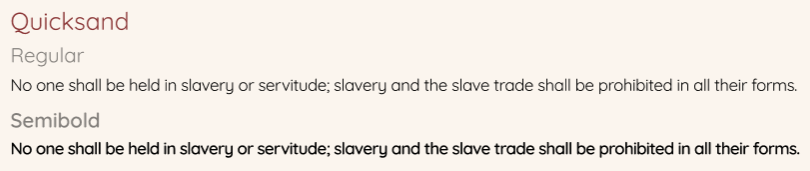 Quicksand
Regular
No one shall be held in slavery or servitude; slavery and the slave trade shall be prohibited in all their forms.
Semibold
No one shall be held in slavery or servitude; slavery and the slave trade shall be prohibited in all their forms.